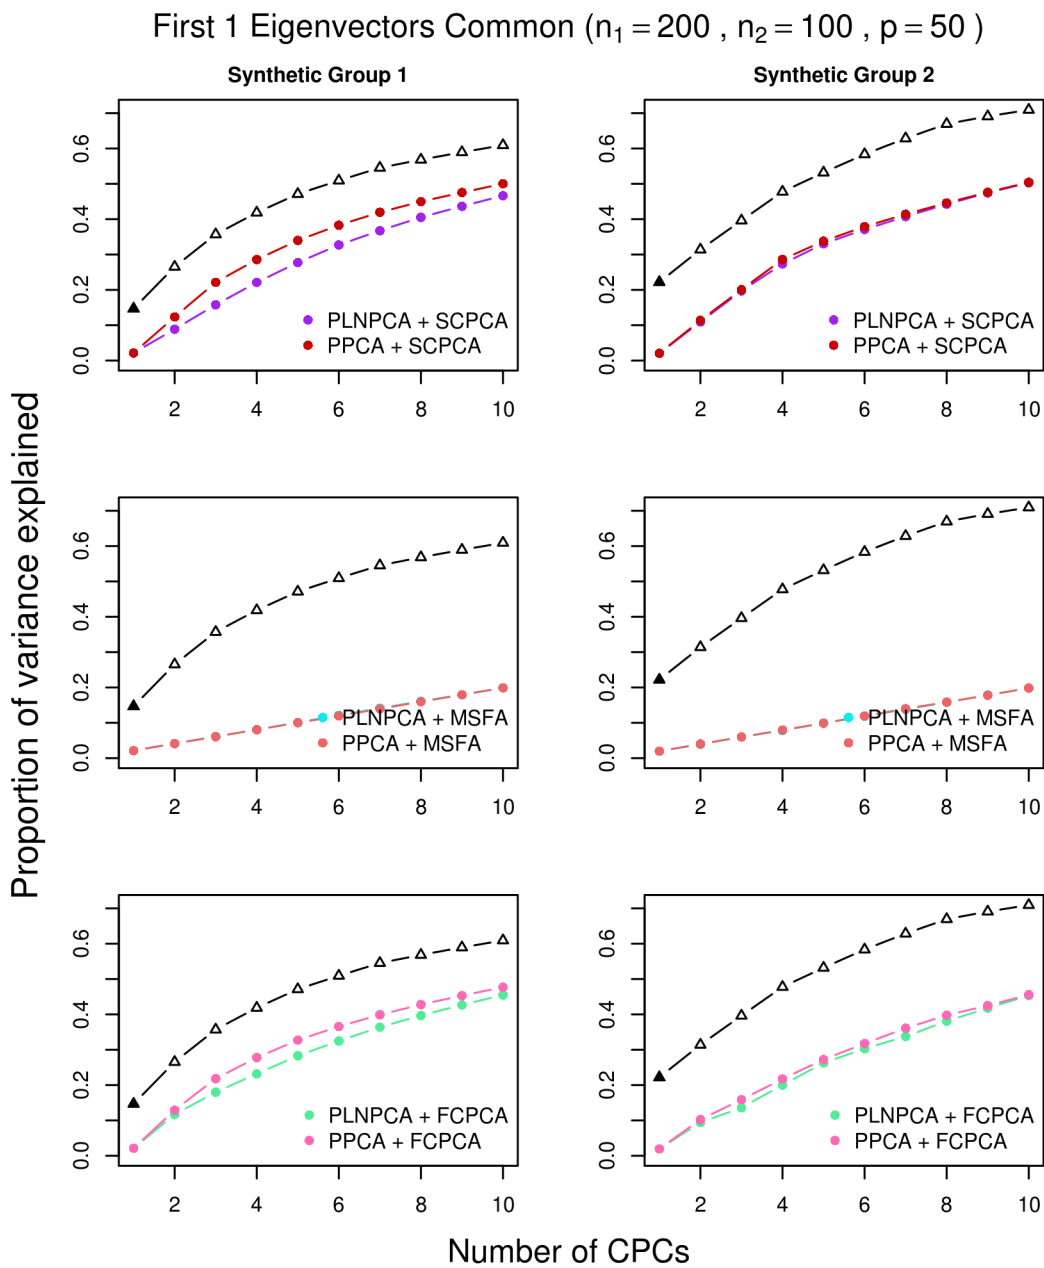 First 1 Eigenvectors Common (n₁ = 200 , n₂ = 100 , p = 50 )
Synthetic Group 1
Synthetic Group 2
Proportion of variance explained
0.0 0.2 0.4 0.6
PLNPCA + SCPCA
PPCA + SCPCA
2 4 6 8 10
0.0 0.2 0.4 0.6
PLNPCA + SCPCA
PPCA + SCPCA
2 4 6 8 10
0.0 0.2 0.4 0.6
PLNPCA + MSFA
PPCA + MSFA
2 4 6 8 10
0.0 0.2 0.4 0.6
PLNPCA + MSFA
PPCA + MSFA
2 4 6 8 10
0.0 0.2 0.4 0.6
PLNPCA + FCPCA
PPCA + FCPCA
2 4 6 8 10
0.0 0.2 0.4 0.6
PLNPCA + FCPCA
PPCA + FCPCA
2 4 6 8 10
Number of CPCs